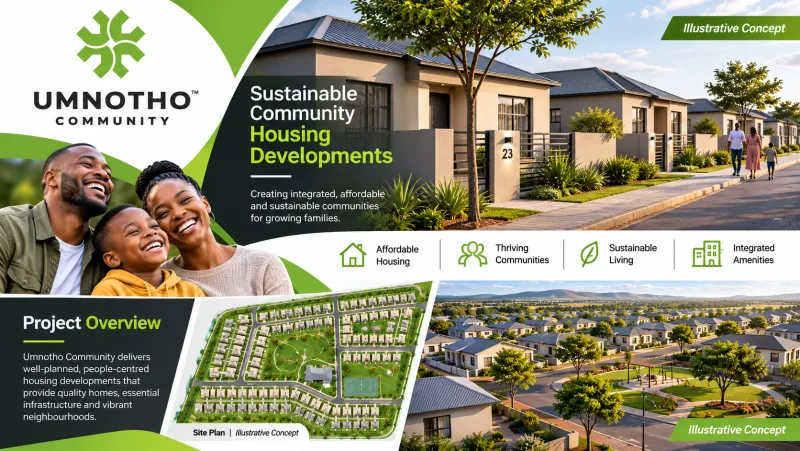 UMNOTHO™
COMMUNITY
Illustrative Concept
Sustainable
Community
Housing
Developments
Creating integrated, affordable
and sustainable communities
for growing families.
23
Affordable
Housing
Thriving
Communities
Sustainable
Living
Integrated
Amenities
Project Overview
Umnotho Community delivers
well-planned, people-centred
housing developments that
provide quality homes, essential
infrastructure and vibrant
neighbourhoods.
Site Plan | Illustrative Concept
Illustrative Concept